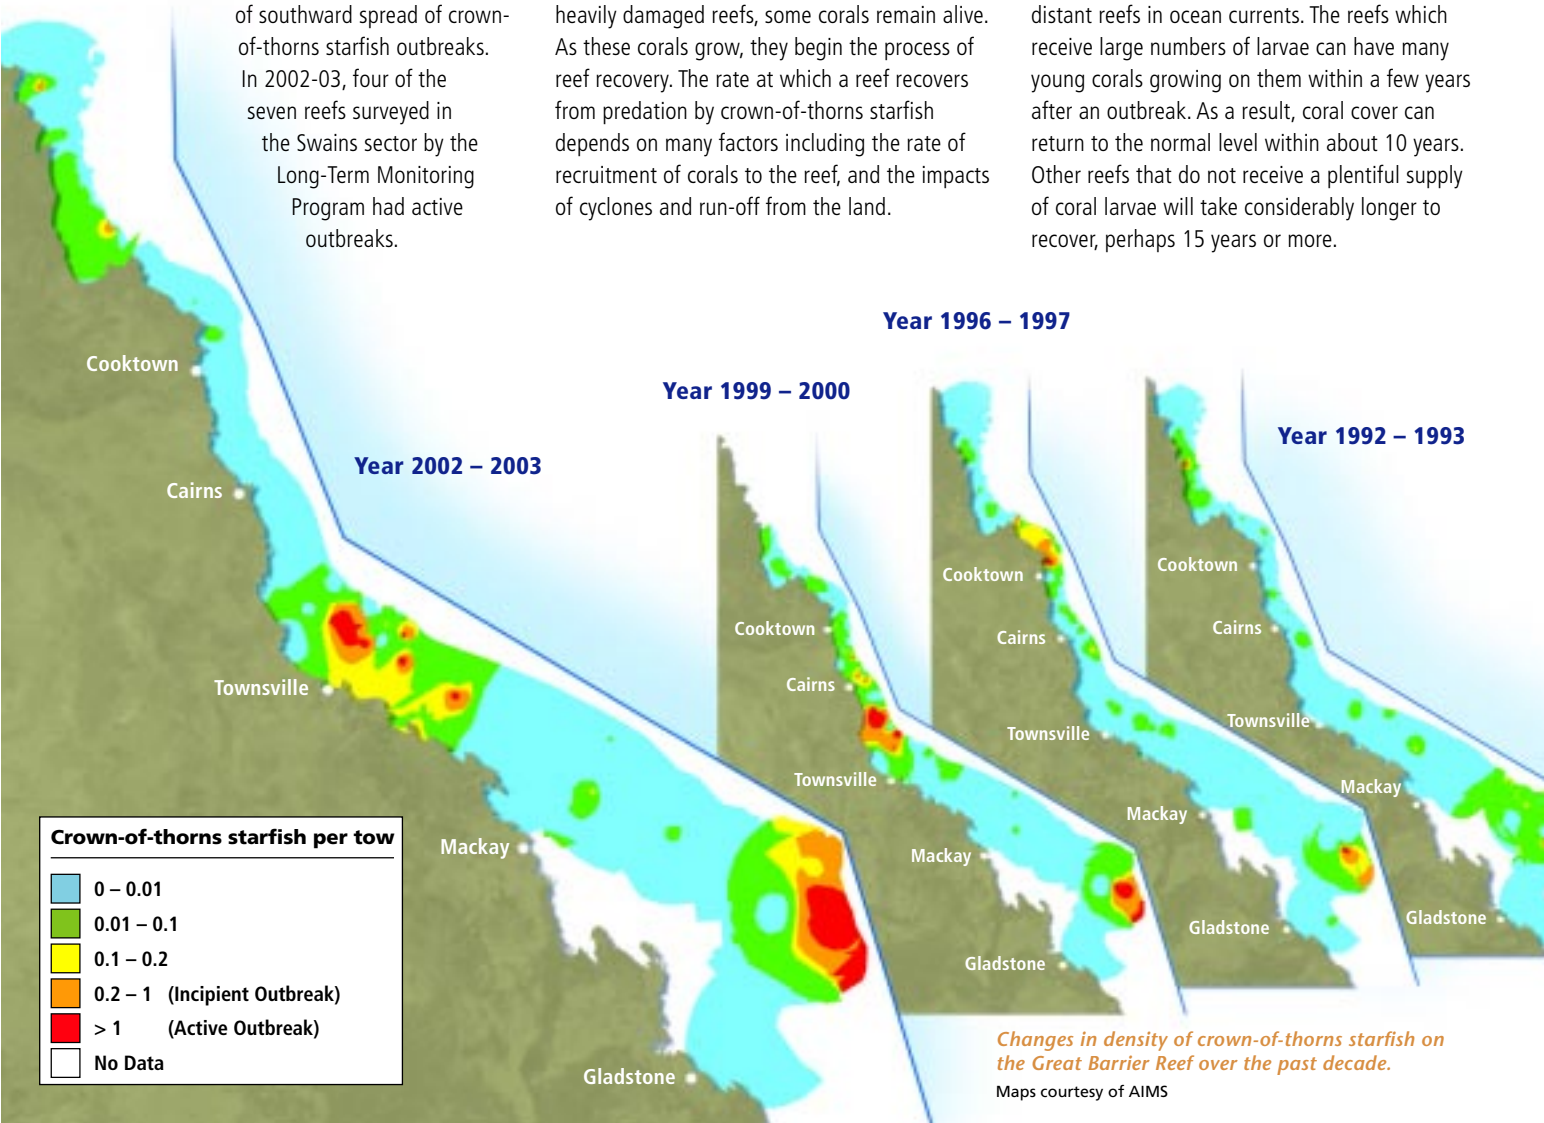 of southward spread of crown-
of-thorns starfish outbreaks.
In 2002-03, four of the
seven reefs surveyed in
the Swains sector by the
Long-Term Monitoring
Program had active
outbreaks.
heavily damaged reefs, some corals remain alive.
As these corals grow, they begin the process of
reef recovery. The rate at which a reef recovers
from predation by crown-of-thorns starfish
depends on many factors including the rate of
recruitment of corals to the reef, and the impacts
of cyclones and run-off from the land.
distant reefs in ocean currents. The reefs which
receive large numbers of larvae can have many
young corals growing on them within a few years
after an outbreak. As a result, coral cover can
return to the normal level within about 10 years.
Other reefs that do not receive a plentiful supply
of coral larvae will take considerably longer to
recover, perhaps 15 years or more.
Year 2002 – 2003
Cooktown
Cairns
Townsville
Mackay
Gladstone
Year 1999 – 2000
Cooktown
Cairns
Townsville
Mackay
Gladstone
Year 1996 – 1997
Cooktown
Cairns
Townsville
Mackay
Gladstone
Year 1992 – 1993
Cooktown
Cairns
Townsville
Mackay
Gladstone
Crown-of-thorns starfish per tow
0 – 0.01
0.01 – 0.1
0.1 – 0.2
0.2 – 1 (Incipient Outbreak)
> 1 (Active Outbreak)
No Data
Changes in density of crown-of-thorns starfish on
the Great Barrier Reef over the past decade.
Maps courtesy of AIMS